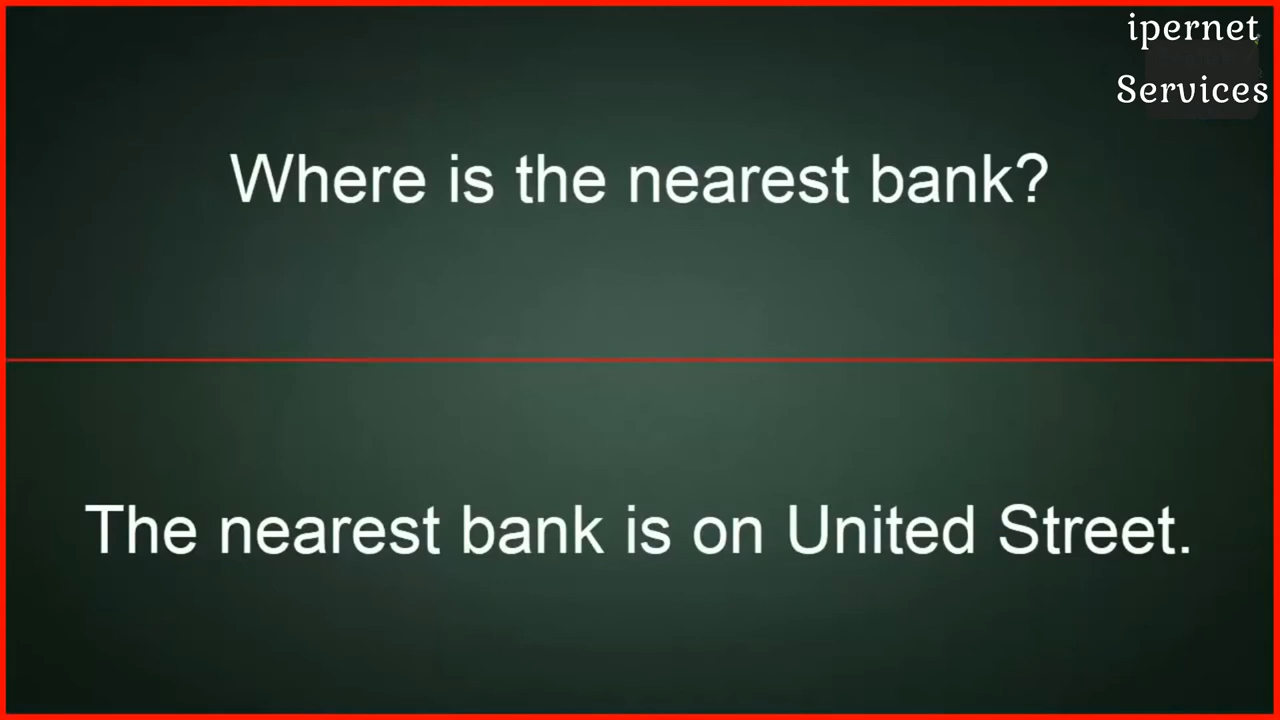 ipernet
Services
Where is the nearest bank?
The nearest bank is on United Street.